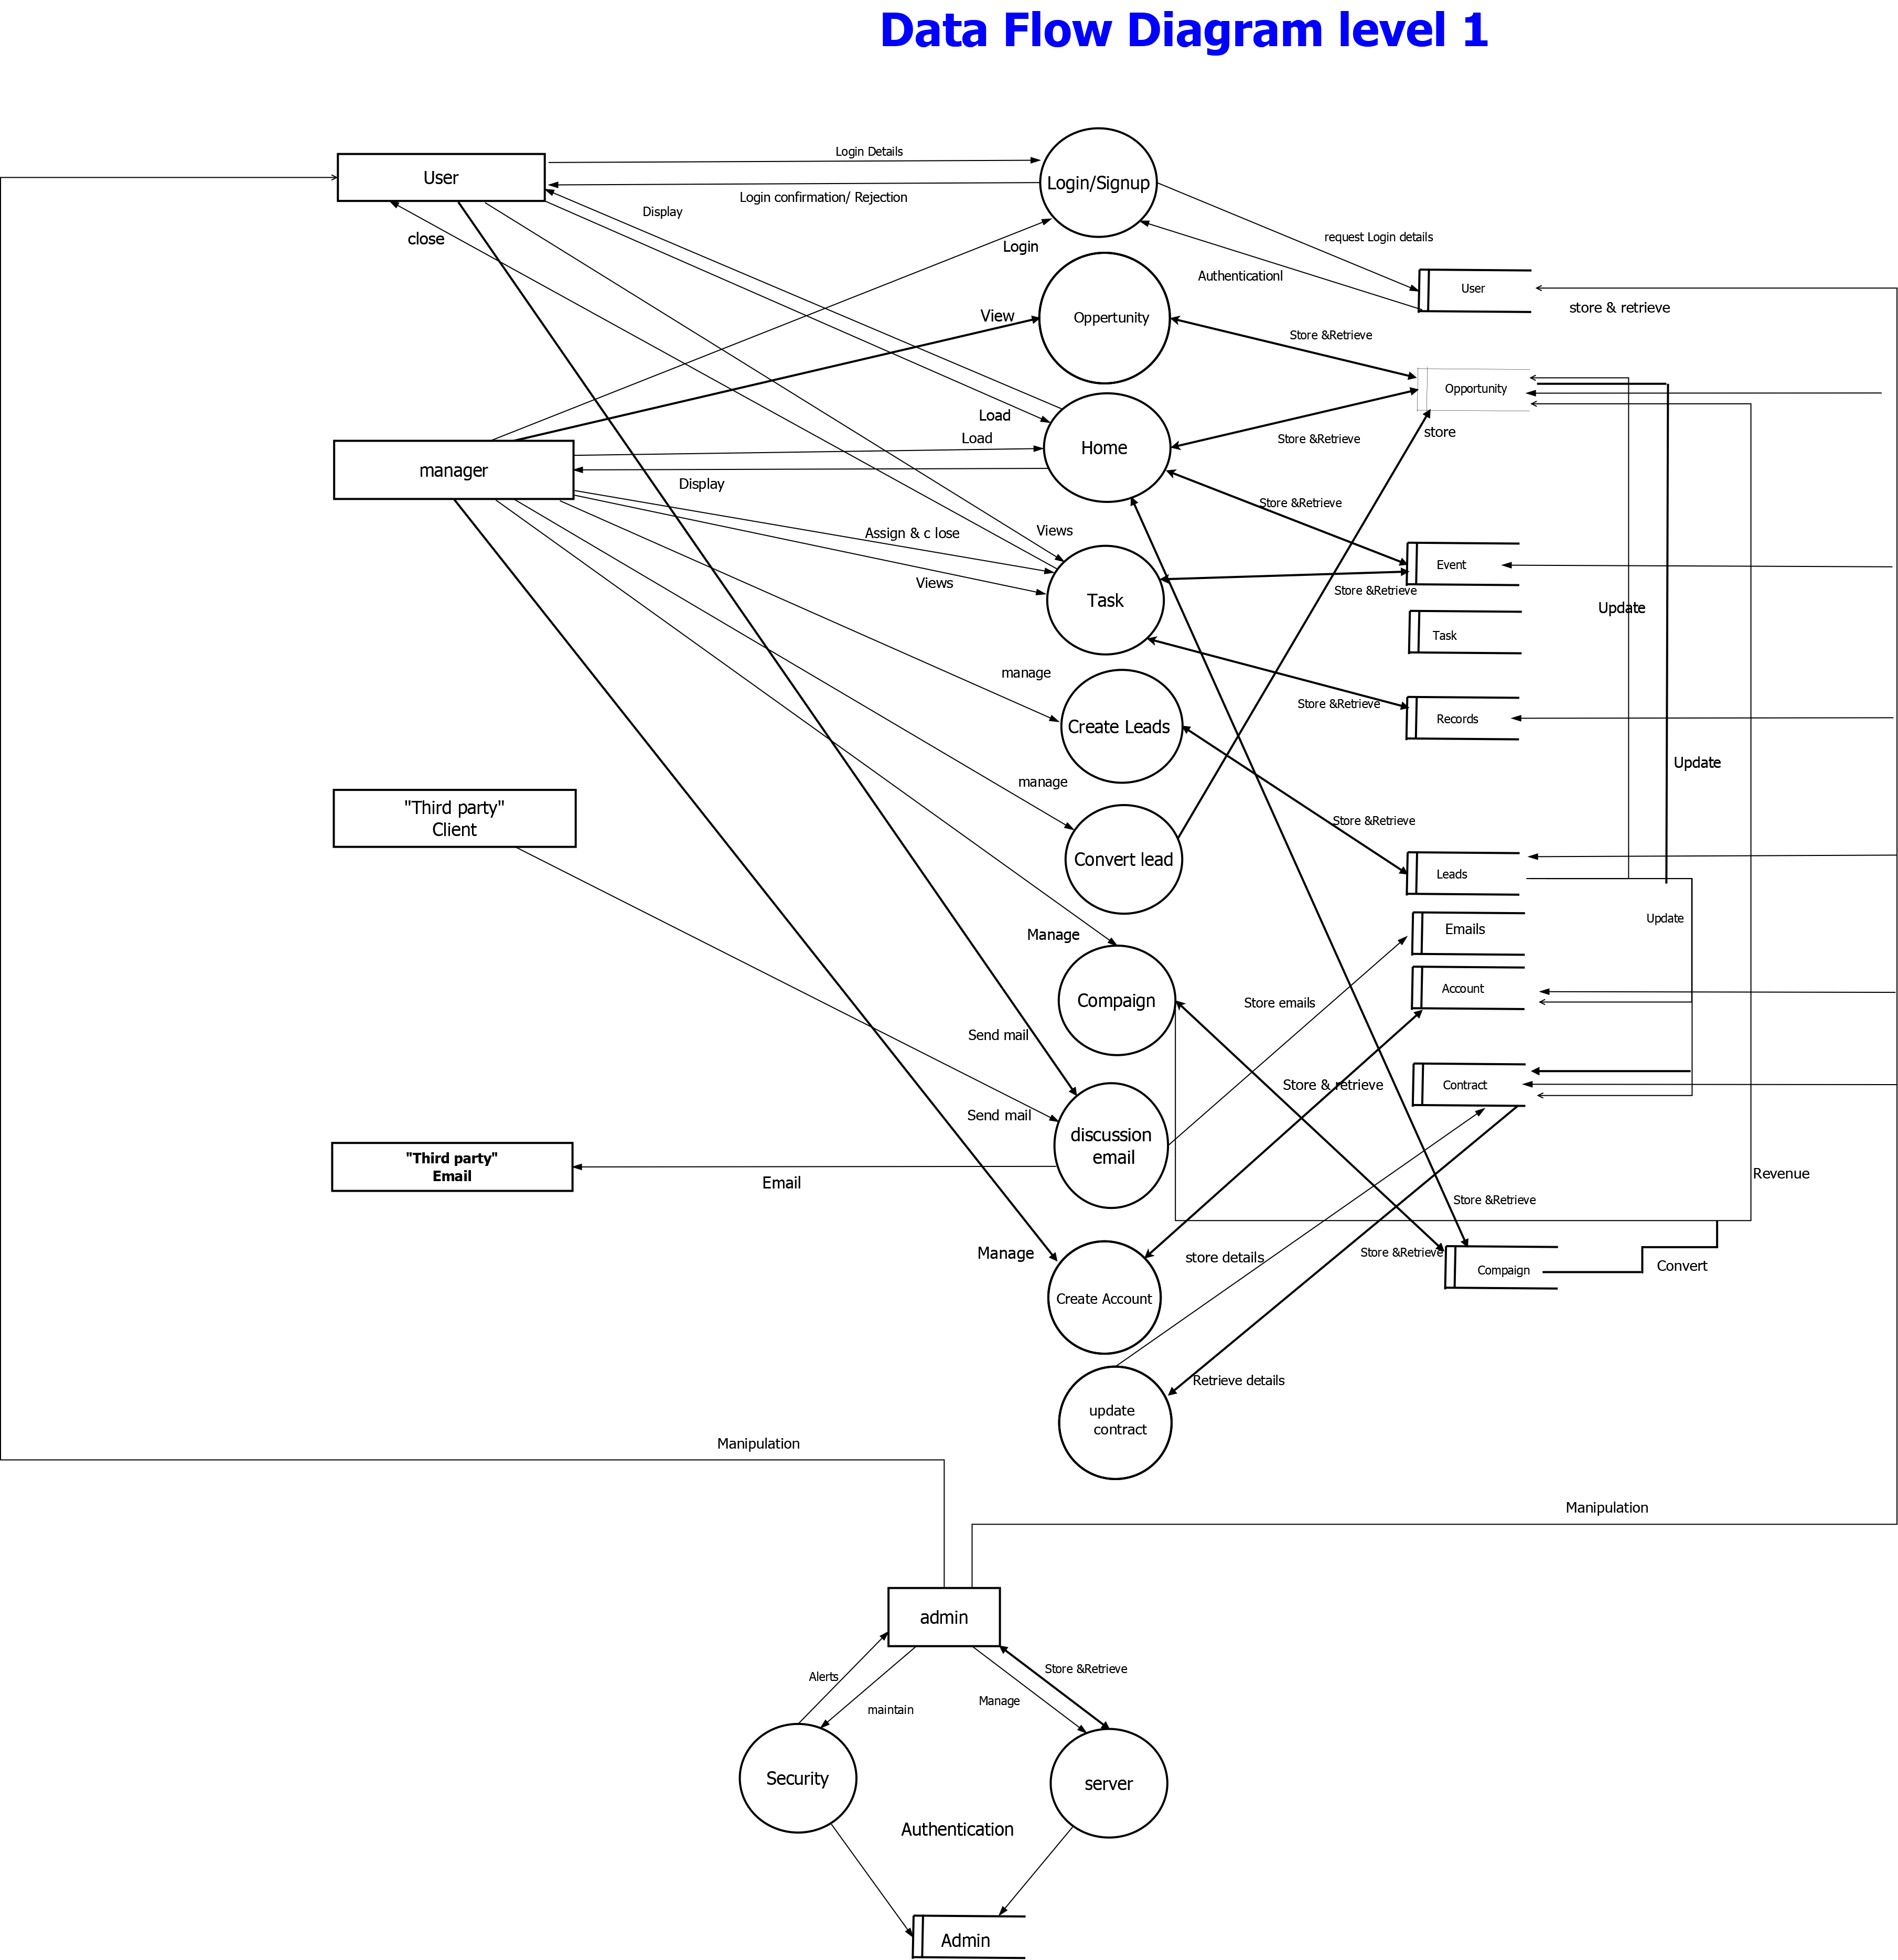 Data Flow Diagram level 1
Login Details
User
Login/Signup
Login confirmation/ Rejection
Display
close
Login
request Login details
Authenticationl
User
store & retrieve
View
Oppertunity
Store &Retrieve
Opportunity
Load
store
Load
Store &Retrieve
Home
manager
Display
Store &Retrieve
Assign & c lose
Views
Event
Views
Store &Retrieve
Task
Update
Task
manage
Store &Retrieve
Records
Create Leads
Update
manage
"Third party"
Client
Store &Retrieve
Convert lead
Leads
Update
Emails
Manage
Account
Compaign
Store emails
Send mail
Store & retrieve
Contract
Send mail
discussion
email
"Third party"
Email
Email
Revenue
Store &Retrieve
Manage
store details
Store &Retrieve
Convert
Compaign
Create Account
Retrieve details
update
contract
Manipulation
Manipulation
admin
Alerts
Store &Retrieve
maintain
Manage
Security
server
Authentication
Admin